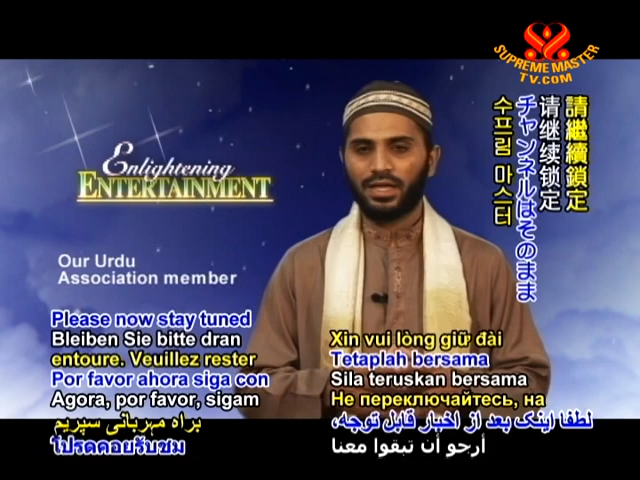 SUPREME MASTER
TV.COM
Enlightening
ENTERTAINMENT
Our Urdu
Association member
請繼續鎖定
请继续锁定
チャンネルはそのまま
수프림 마스터
Please now stay tuned
Bleiben Sie bitte dran
entoure. Veuillez rester
Por favor ahora siga con
Agora, por favor, sigam
براه مہربانی سپریم
โปรดคอยรับชม
Xin vui lòng giữ đài
Tetaplah bersama
Sila teruskan bersama
Не переключайтесь, на
لطفا اینک بعد از اخبار قابل توجه،
أرجو أن تبقوا معنا